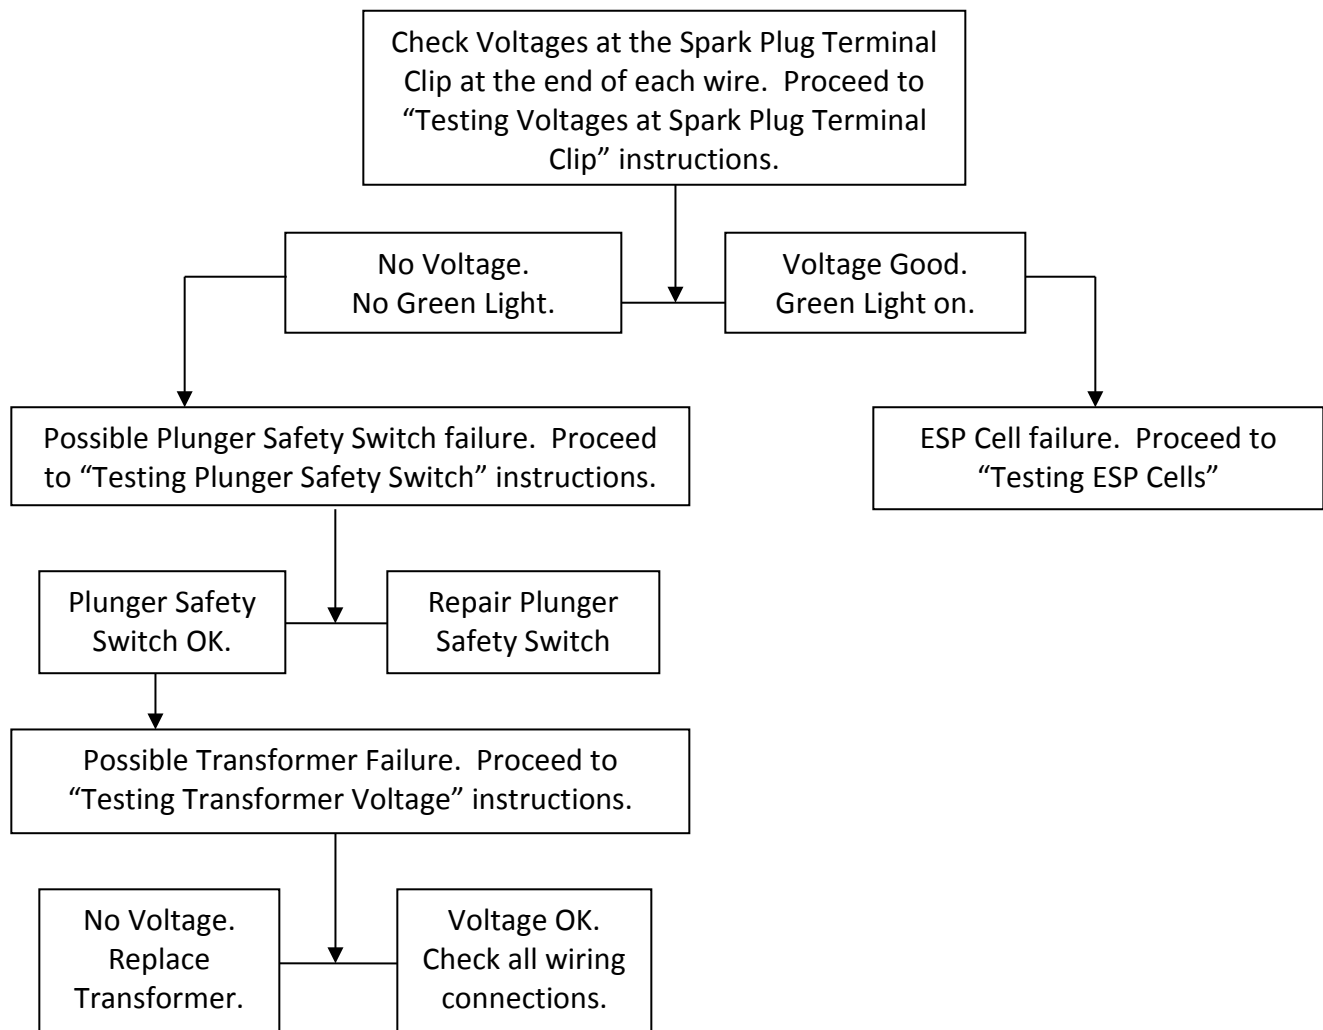 Check Voltages at the Spark Plug Terminal
Clip at the end of each wire.  Proceed to
“Testing Voltages at Spark Plug Terminal
Clip” instructions.
No Voltage.
No Green Light.
Voltage Good.
Green Light on.
Possible Plunger Safety Switch failure.  Proceed
to “Testing Plunger Safety Switch” instructions.
ESP Cell failure.  Proceed to
“Testing ESP Cells”
Plunger Safety
Switch OK.
Repair Plunger
Safety Switch
Possible Transformer Failure.  Proceed to
“Testing Transformer Voltage” instructions.
No Voltage.
Replace
Transformer.
Voltage OK.
Check all wiring
connections.